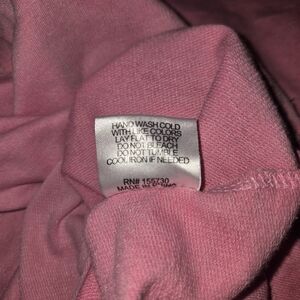 HAND WASH COLD
WITH LIKE COLORS
LAY FLAT TO DRY
DO NOT BLEACH
DO NOT TUMBLE
COOL IRON IF NEEDED
RN# 155730
MADE IN